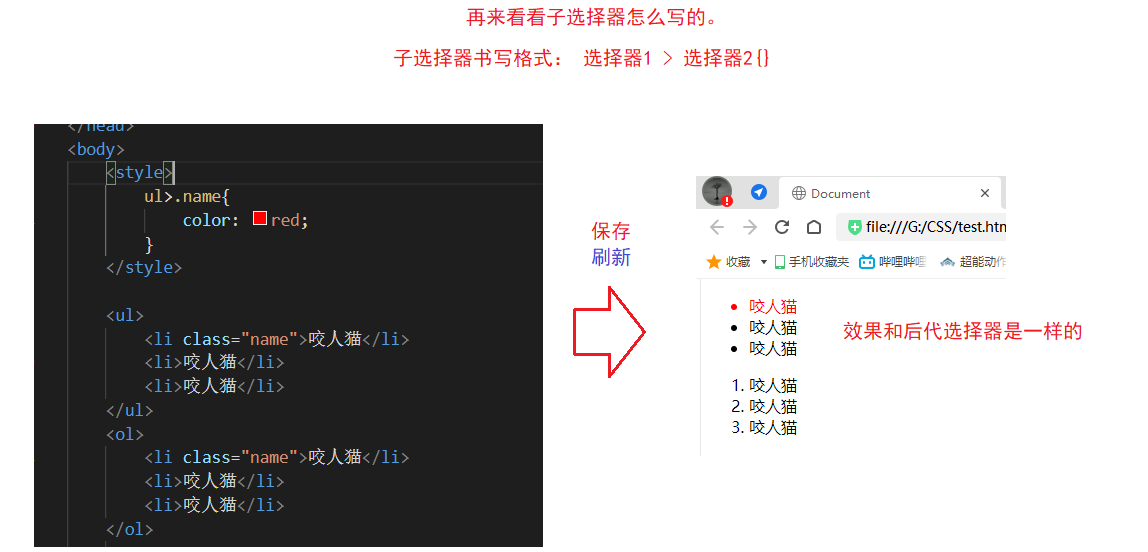 再来看看子选择器怎么写的。
子选择器书写格式： 选择器1 > 选择器2{}
</head>
<body>
<style>
ul>.name{
color: red;
}
</style>
<ul>
<li class="name">咬人猫</li>
<li>咬人猫</li>
<li>咬人猫</li>
</ul>
<ol>
<li class="name">咬人猫</li>
<li>咬人猫</li>
<li>咬人猫</li>
</ol>
保存
刷新
Document
file:///G:/CSS/test.htm
收藏 手机收藏夹 哔哩哔哩 超能动作
• 咬人猫
• 咬人猫
• 咬人猫
1. 咬人猫
2. 咬人猫
3. 咬人猫
效果和后代选择器是一样的